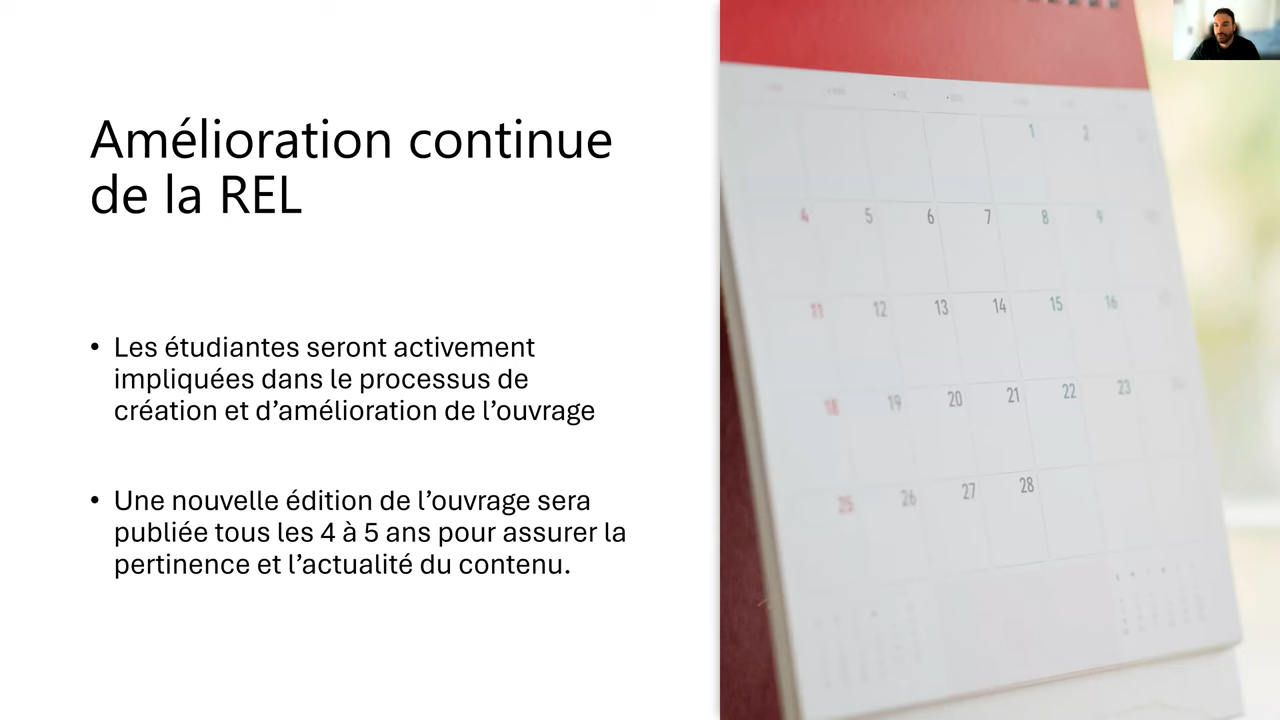 Amélioration continue
de la REL
• Les étudiantes seront activement
impliquées dans le processus de
création et d’amélioration de l’ouvrage
• Une nouvelle édition de l’ouvrage sera
publiée tous les 4 à 5 ans pour assurer la
pertinence et l’actualité du contenu.
1 2
4 5 6 7 8 9
11 12 13 14 15 16
18 19 20 21 22 23
25 26 27 28